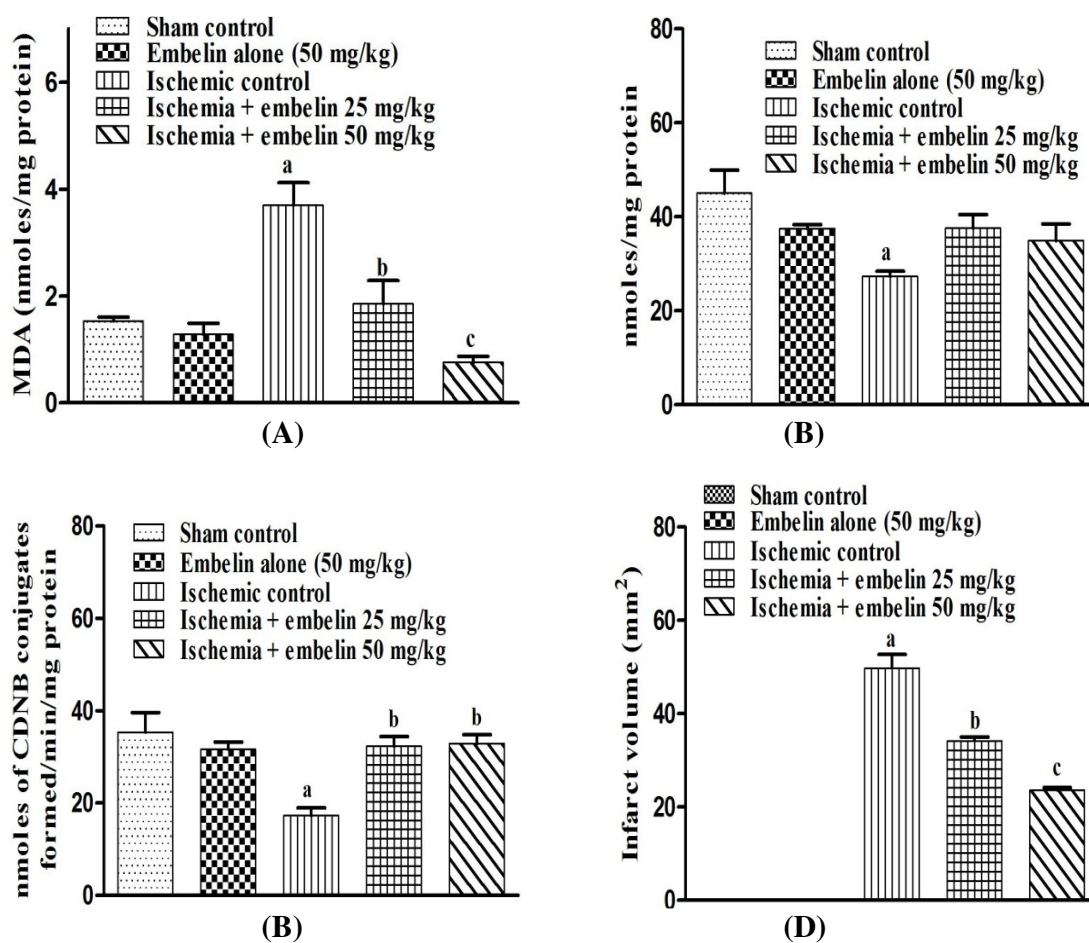 MDA (nmoles/mg protein)
6
4
2
0
Sham control
Embelin alone (50 mg/kg)
Ischemic control
Ischemia + embelin 25 mg/kg
Ischemia + embelin 50 mg/kg
a
b
c
(A)
nmoles/mg protein
80
60
40
20
0
Sham control
Embelin alone (50 mg/kg)
Ischemic control
Ischemia + embelin 25 mg/kg
Ischemia + embelin 50 mg/kg
a
(B)
nmoles of CDNB conjugates
formed/min/mg protein
80
60
40
20
0
Sham control
Embelin alone (50 mg/kg)
Ischemic control
Ischemia + embelin 25 mg/kg
Ischemia + embelin 50 mg/kg
a
b
b
(B)
Infarct volume (mm²)
80
60
40
20
0
Sham control
Embelin alone (50 mg/kg)
Ischemic control
Ischemia + embelin 25 mg/kg
Ischemia + embelin 50 mg/kg
a
b
c
(D)